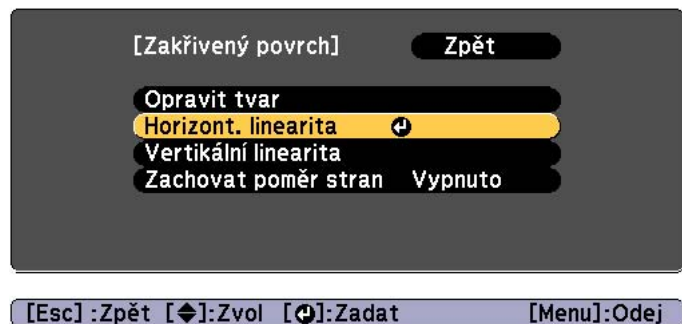 [Zakřivený povrch] Zpět
Opravit tvar
Horizont. linearita
Vertikální linearita
Zachovat poměr stran Vypnuto
[Esc] :Zpět [◆]:Zvol [↵]:Zadat [Menu]:Odej